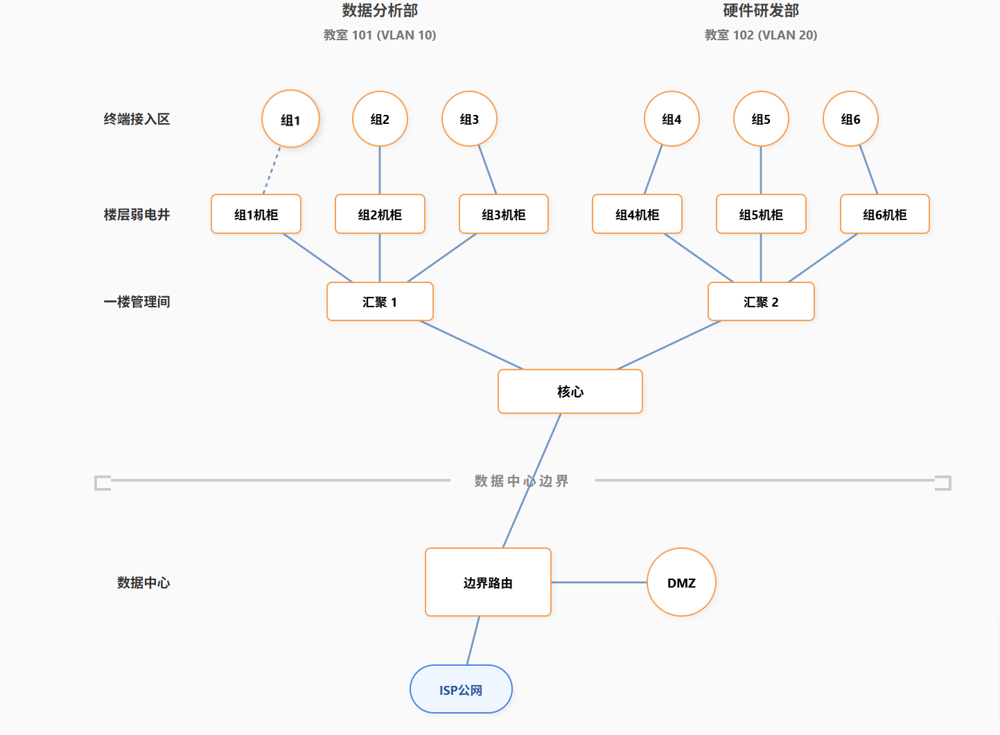 数据分析部
硬件研发部
教室 101 (VLAN 10)
教室 102 (VLAN 20)
终端接入区
组1
组2
组3
组4
组5
组6
楼层弱电井
组1机柜
组2机柜
组3机柜
组4机柜
组5机柜
组6机柜
一楼管理间
汇聚 1
汇聚 2
核心
数据中心边界
数据中心
边界路由
DMZ
ISP公网